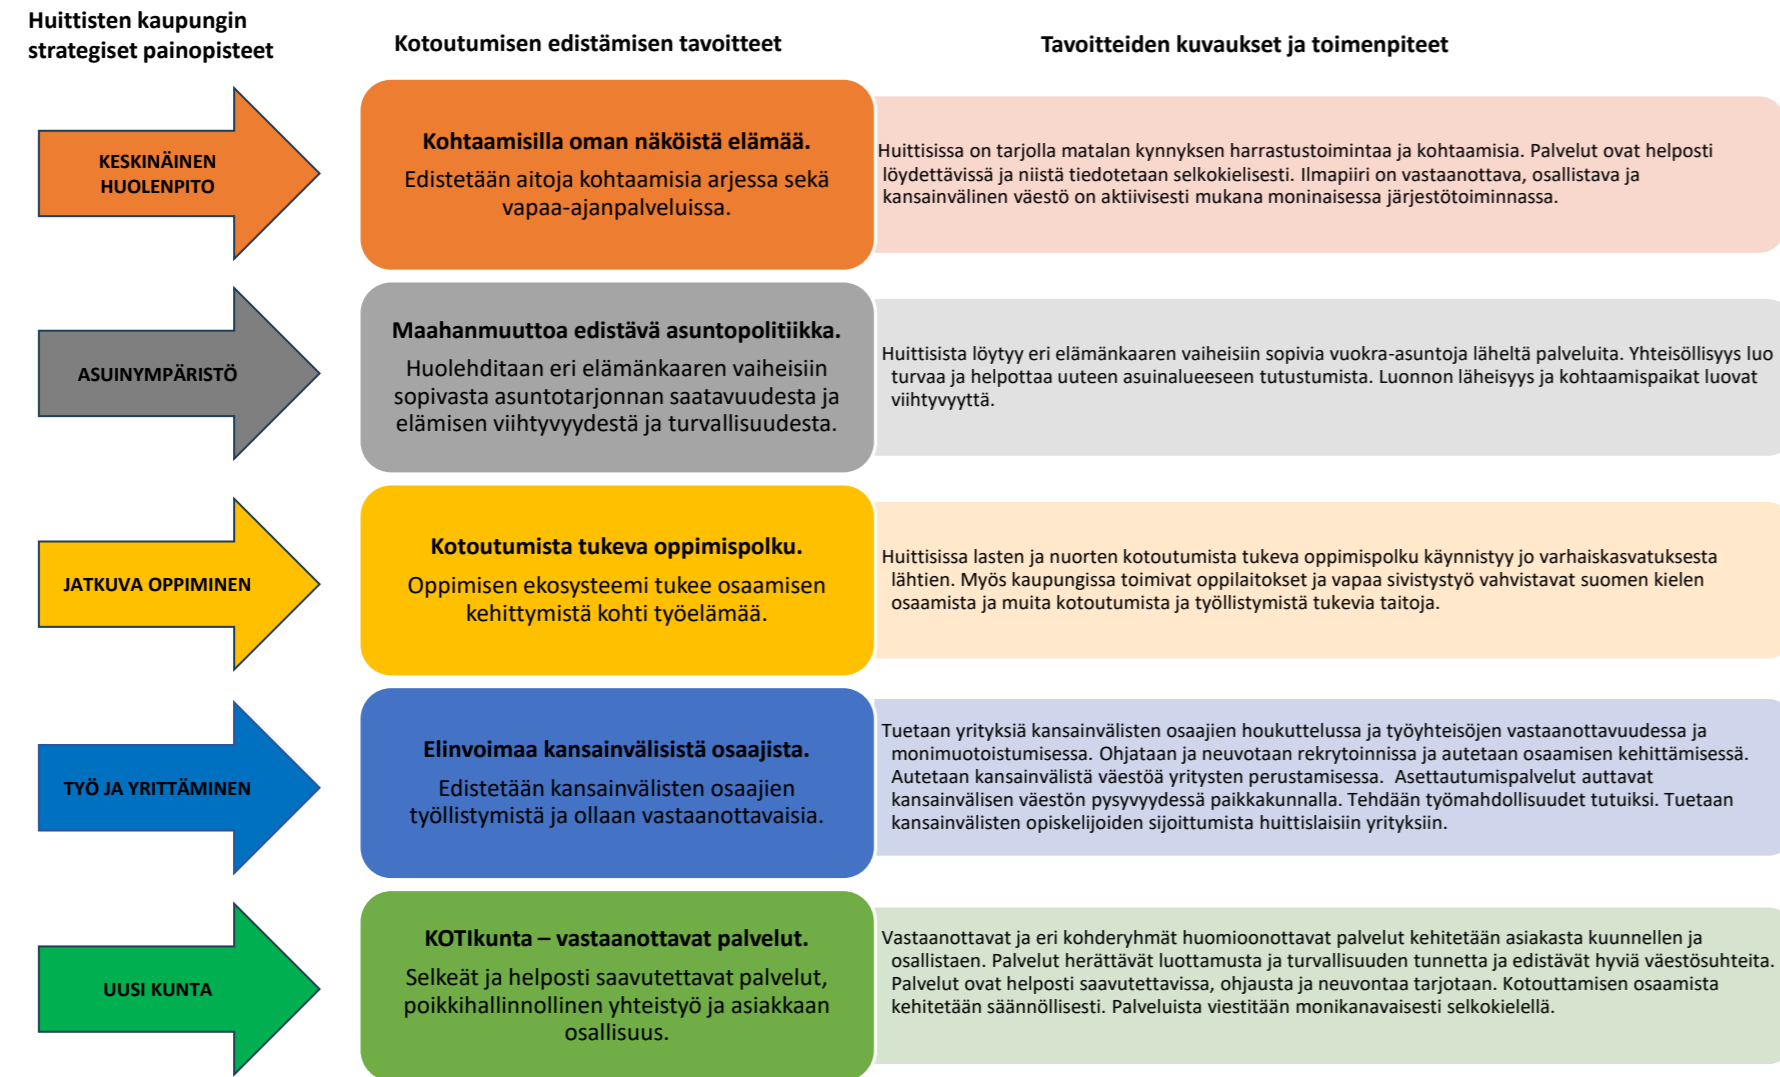 Huittisten kaupungin
strategiset painopisteet
Kotoutumisen edistämisen tavoitteet
Tavoitteiden kuvaukset ja toimenpiteet
KESKINÄINEN
HUOLENPITO
Kohtaamisilla oman näköistä elämää.
Edistetään aitoja kohtaamisia arjessa sekä
vapaa-ajanpalveluissa.
Huittisissa on tarjolla matalan kynnyksen harrastustoimintaa ja kohtaamisia. Palvelut ovat helposti
löydettävissä ja niistä tiedotetaan selkokielisesti. Ilmapiiri on vastaanottava, osallistava ja
kansainvälinen väestö on aktiivisesti mukana moninaisessa järjestötoiminnassa.
ASUINYMPÄRISTÖ
Maahanmuuttoa edistävä asuntopolitiikka.
Huolehditaan eri elämänkaaren vaiheisiin
sopivasta asuntotarjonnan saatavuudesta ja
elämisen viihtyvyydestä ja turvallisuudesta.
Huittisista löytyy eri elämänkaaren vaiheisiin sopivia vuokra-asuntoja läheltä palveluita. Yhteisöllisyys luo
turvaa ja helpottaa uuteen asuinalueeseen tutustumista. Luonnon läheisyys ja kohtaamispaikat luovat
viihtyvyyttä.
JATKUVA OPPIMINEN
Kotoutumista tukeva oppimispolku.
Oppimisen ekosysteemi tukee osaamisen
kehittymistä kohti työelämää.
Huittisissa lasten ja nuorten kotoutumista tukeva oppimispolku käynnistyy jo varhaiskasvatuksesta
lähtien. Myös kaupungissa toimivat oppilaitokset ja vapaa sivistystyö vahvistavat suomen kielen
osaamista ja muita kotoutumista ja työllistymistä tukevia taitoja.
TYÖ JA YRITTÄMINEN
Elinvoimaa kansainvälisistä osaajista.
Edistetään kansainvälisten osaajien
työllistymistä ja ollaan vastaanottavaisia.
Tuetaan yrityksiä kansainvälisten osaajien houkuttelussa ja työyhteisöjen vastaanottavuudessa ja
monimuotoistumisessa. Ohjataan ja neuvotaan rekrytoinnissa ja autetaan osaamisen kehittämisessä.
Autetaan kansainvälistä väestöä yritysten perustamisessa.  Asettautumispalvelut auttavat
kansainvälisen väestön pysyvyydessä paikkakunnalla. Tehdään työmahdollisuudet tutuiksi. Tuetaan
kansainvälisten opiskelijoiden sijoittumista huittislaisiin yrityksiin.
UUSI KUNTA
KOTIkunta – vastaanottavat palvelut.
Selkeät ja helposti saavutettavat palvelut,
poikkihallinnollinen yhteistyö ja asiakkaan
osallisuus.
Vastaanottavat ja eri kohderyhmät huomioonottavat palvelut kehitetään asiakasta kuunnellen ja
osallistaen. Palvelut herättävät luottamusta ja turvallisuuden tunnetta ja edistävät hyviä väestösuhteita.
Palvelut ovat helposti saavutettavissa, ohjausta ja neuvontaa tarjotaan. Kotouttamisen osaamista
kehitetään säännöllisesti. Palveluista viestitään monikanavaisesti selkokielellä.